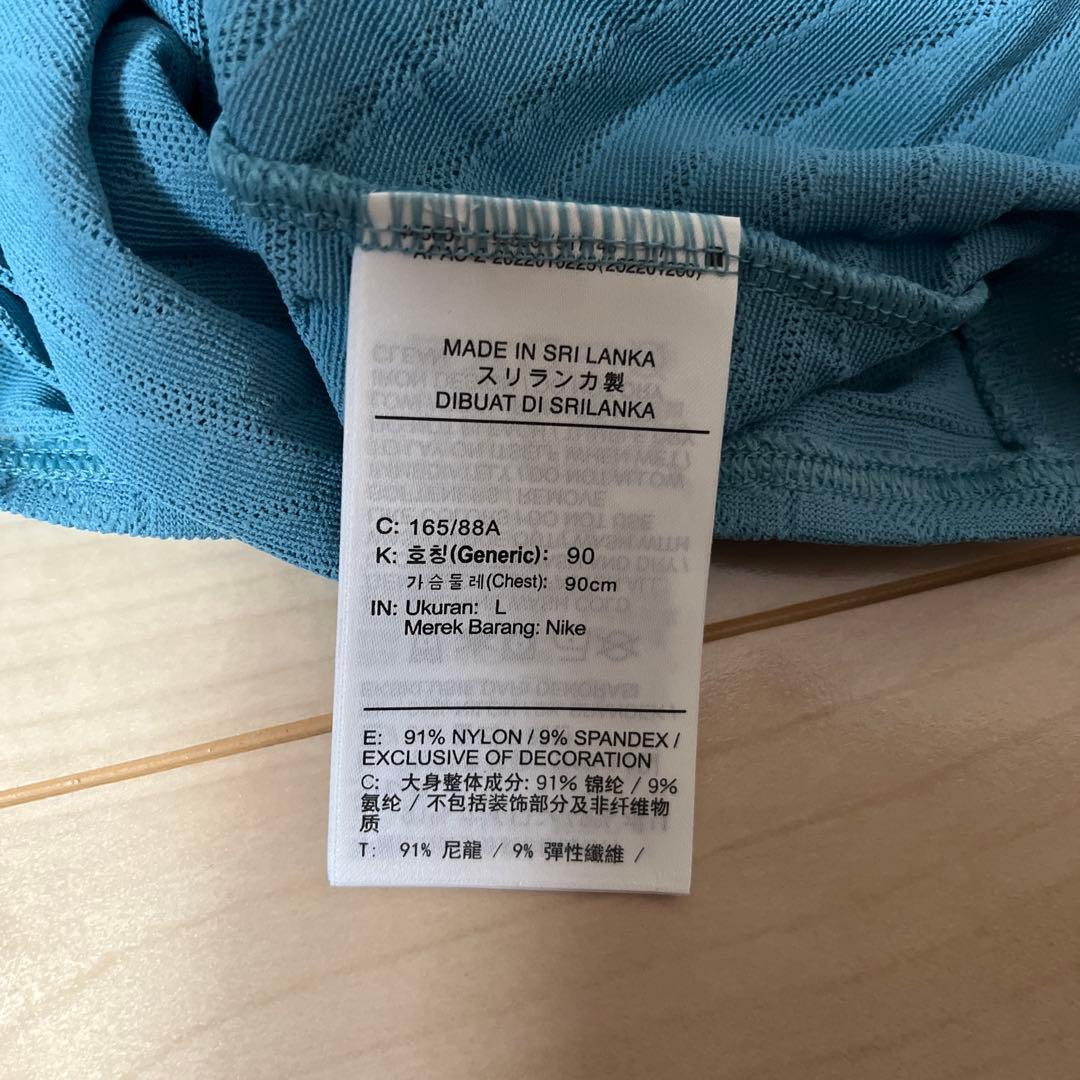 MADE IN SRI LANKA
スリランカ製
DIBUAT DI SRILANKA
C: 165/88A
K: 호칭(Generic): 90
가슴둘레(Chest): 90cm
IN: Ukuran: L
Merek Barang: Nike
E: 91% NYLON / 9% SPANDEX /
EXCLUSIVE OF DECORATION
C: 大身整体成分: 91% 锦纶 / 9%
氨纶 / 不包括装饰部分及非纤维物
质
T: 91% 尼龍 / 9% 彈性纖維 /